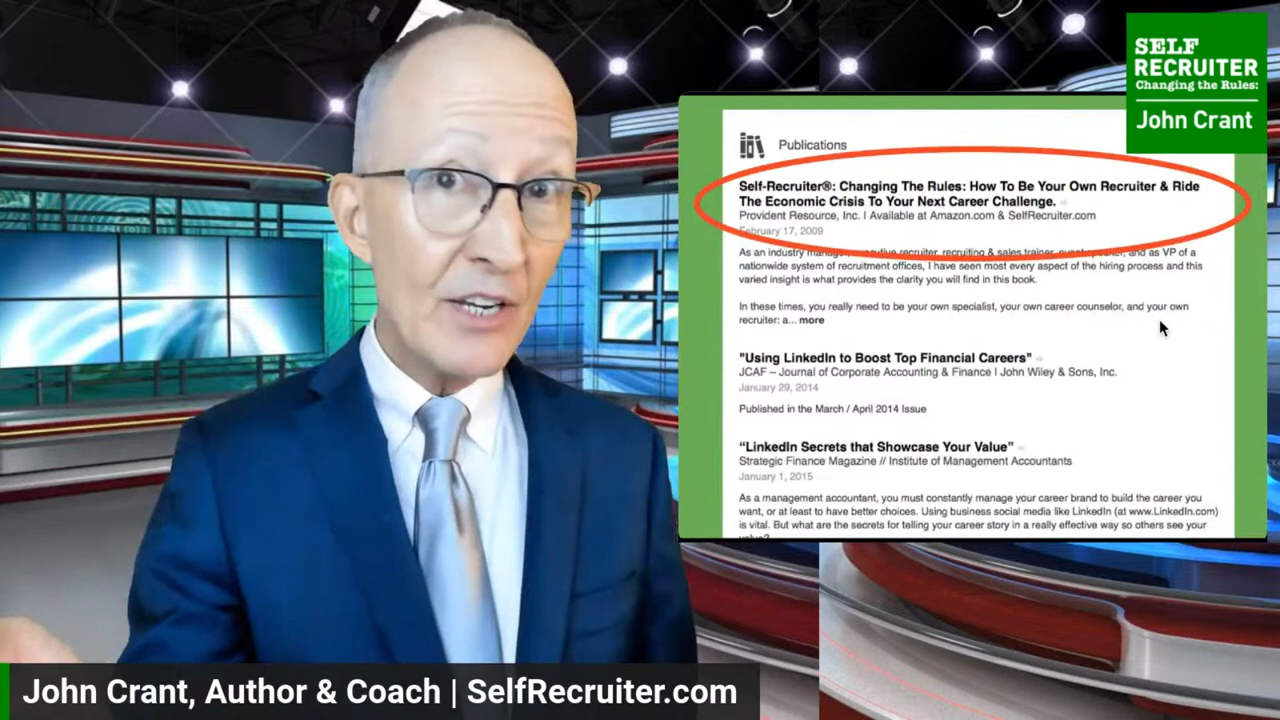 SELF
RECRUITER
Changing the Rules:
John Crant
Publications
Self-Recruiter®: Changing The Rules: How To Be Your Own Recruiter & Ride
The Economic Crisis To Your Next Career Challenge.
Provident Resource, Inc. | Available at Amazon.com & SelfRecruiter.com
February 17, 2009
As an industry manager, executive recruiter, recruiting & sales trainer, and as VP of a
nationwide system of recruitment offices, I have seen most every aspect of the hiring process and this
varied insight is what provides the clarity you will find in this book.
In these times, you really need to be your own specialist, your own career counselor, and your own
recruiter: a... more
"Using LinkedIn to Boost Top Financial Careers"
JCAF – Journal of Corporate Accounting & Finance | John Wiley & Sons, Inc.
January 29, 2014
Published in the March / April 2014 Issue
“LinkedIn Secrets that Showcase Your Value”
Strategic Finance Magazine // Institute of Management Accountants
January 1, 2015
As a management accountant, you must constantly manage your career brand to build the career you
want, or at least to have better choices. Using business social media like LinkedIn (at www.LinkedIn.com)
is vital. But what are the secrets for telling your career story in a really effective way so others see your
value?
John Crant, Author & Coach | SelfRecruiter.com